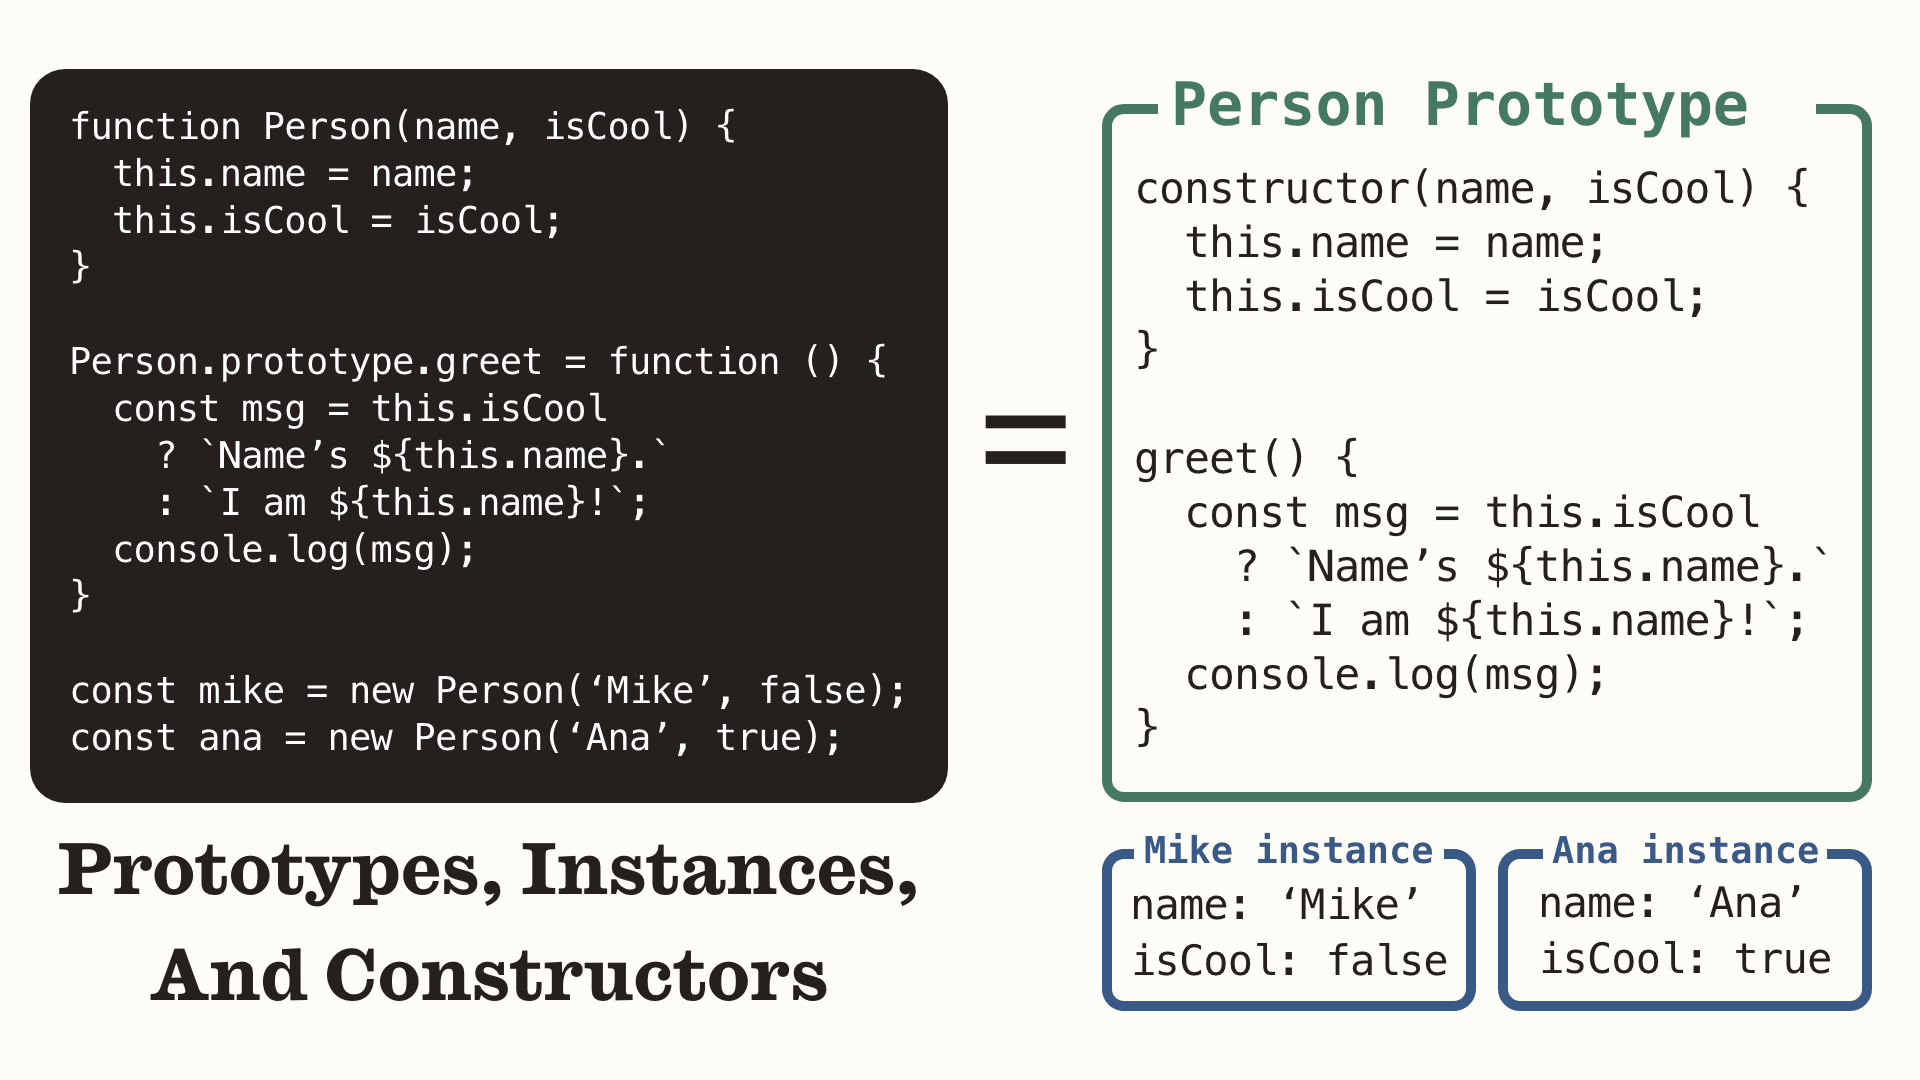 function Person(name, isCool) {
  this.name = name;
  this.isCool = isCool;
}
Person.prototype.greet = function () {
  const msg = this.isCool
    ? `Name’s ${this.name}.`
    : `I am ${this.name}!`;
  console.log(msg);
}
const mike = new Person(‘Mike’, false);
const ana = new Person(‘Ana’, true);
Prototypes, Instances,
And Constructors
=
Person Prototype
constructor(name, isCool) {
  this.name = name;
  this.isCool = isCool;
}
greet() {
  const msg = this.isCool
    ? `Name’s ${this.name}.`
    : `I am ${this.name}!`;
  console.log(msg);
}
Mike instance
name: ‘Mike’
isCool: false
Ana instance
name: ‘Ana’
isCool: true